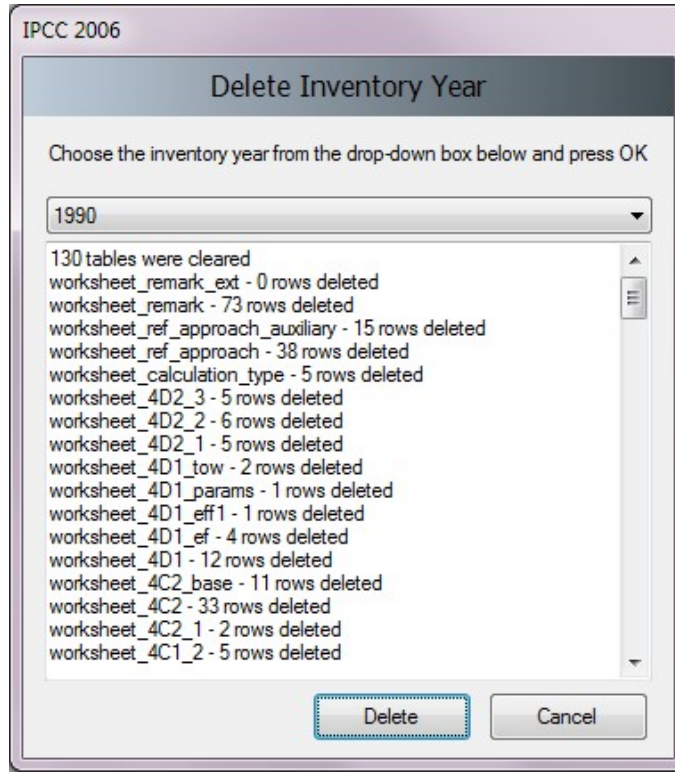 IPCC 2006
Delete Inventory Year
Choose the inventory year from the drop-down box below and press OK
1990
130 tables were cleared
worksheet_remark_ext - 0 rows deleted
worksheet_remark - 73 rows deleted
worksheet_ref_approach_auxiliary - 15 rows deleted
worksheet_ref_approach - 38 rows deleted
worksheet_calculation_type - 5 rows deleted
worksheet_4D2_3 - 5 rows deleted
worksheet_4D2_2 - 6 rows deleted
worksheet_4D2_1 - 5 rows deleted
worksheet_4D1_tow - 2 rows deleted
worksheet_4D1_params - 1 rows deleted
worksheet_4D1_eff1 - 1 rows deleted
worksheet_4D1_ef - 4 rows deleted
worksheet_4D1 - 12 rows deleted
worksheet_4C2_base - 11 rows deleted
worksheet_4C2 - 33 rows deleted
worksheet_4C2_1 - 2 rows deleted
worksheet_4C1_2 - 5 rows deleted
Delete Cancel